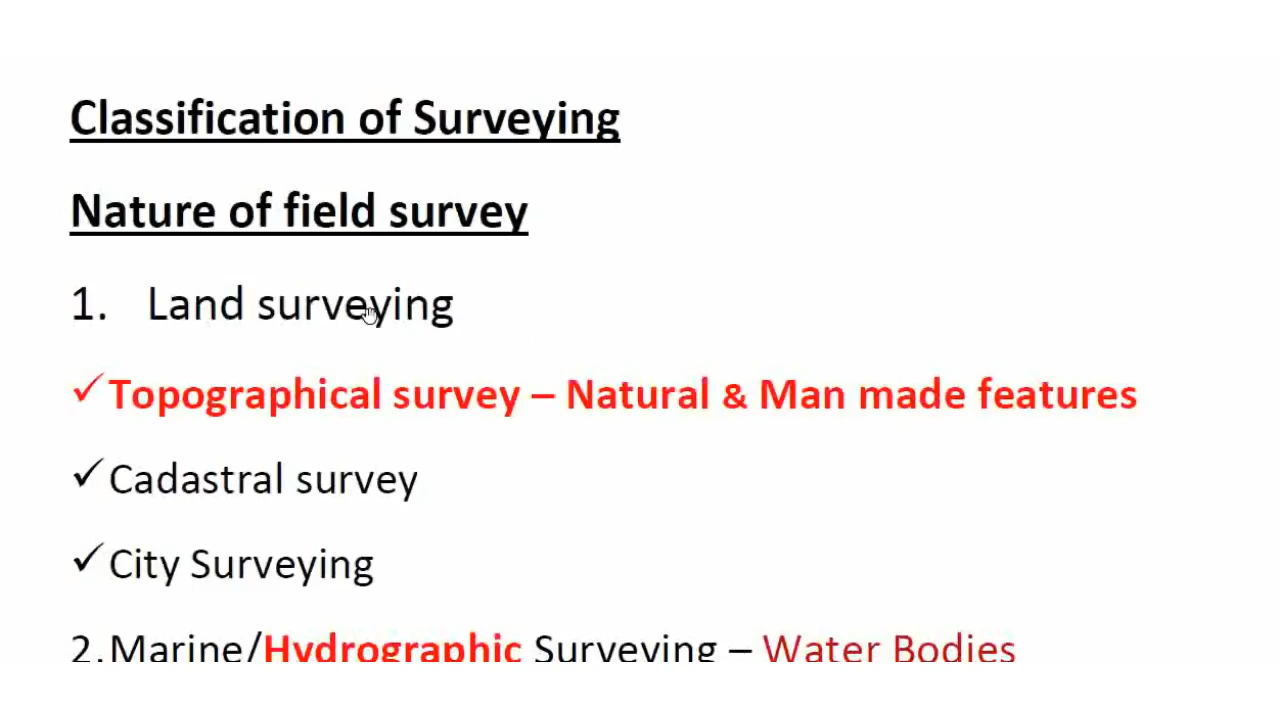 Classification of Surveying
Nature of field survey
1. Land surveying
✓ Topographical survey – Natural & Man made features
✓ Cadastral survey
✓ City Surveying
2. Marine/Hydrographic Surveying – Water Bodies